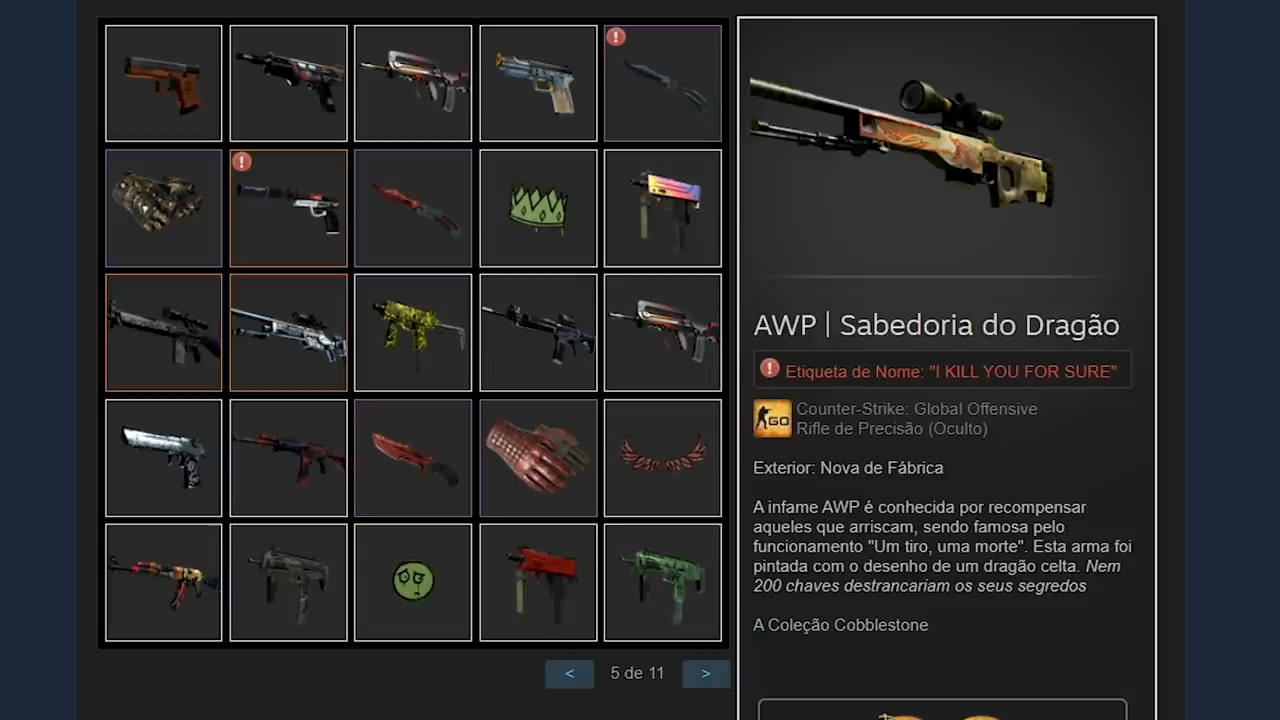 AWP | Sabedoria do Dragão
Etiqueta de Nome: "I KILL YOU FOR SURE"
GO
Counter-Strike: Global Offensive
Rifle de Precisão (Oculto)
Exterior: Nova de Fábrica
A infame AWP é conhecida por recompensar
aqueles que arriscam, sendo famosa pelo
funcionamento "Um tiro, uma morte". Esta arma foi
pintada com o desenho de um dragão celta. Nem
200 chaves destrancariam os seus segredos
A Coleção Cobblestone
< 5 de 11 >